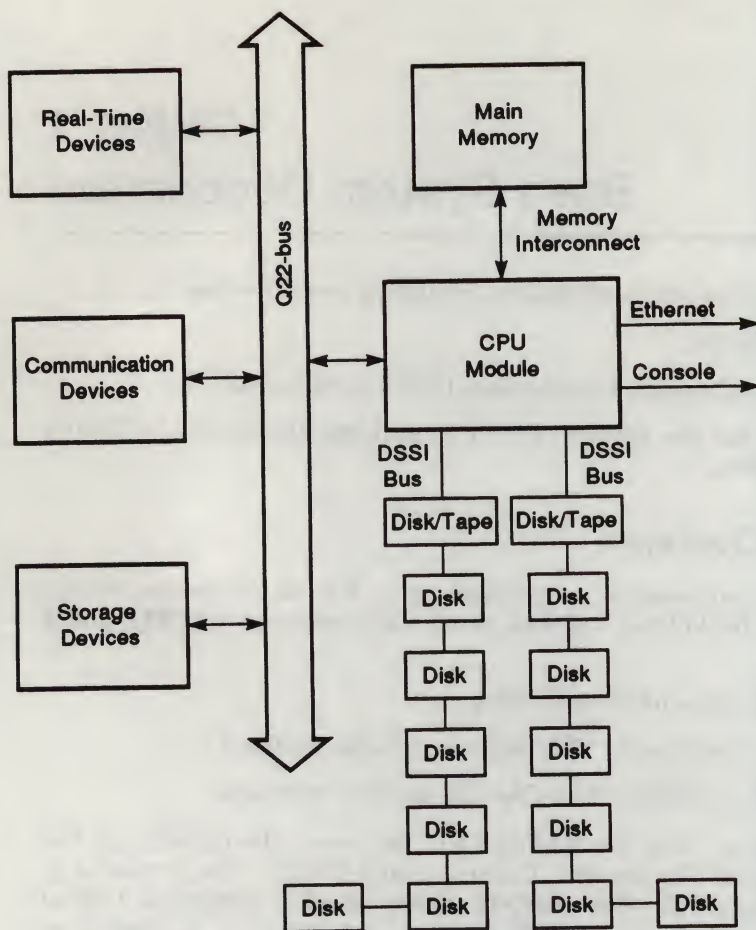 Real-Time
Devices
Main
Memory
Q22-bus
Memory
Interconnect
Communication
Devices
CPU
Module
Ethernet
Console
DSSI
Bus
DSSI
Bus
Disk/Tape
Disk/Tape
Storage
Devices
Disk
Disk
Disk
Disk
Disk
Disk
Disk
Disk
Disk
Disk
Disk
Disk